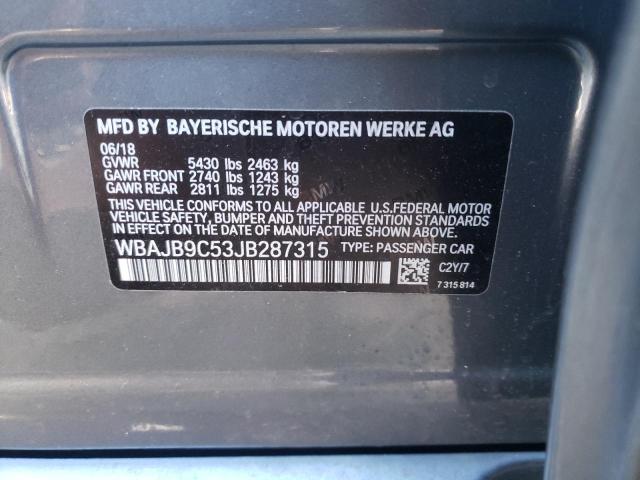 MFD BY BAYERISCHE MOTOREN WERKE AG
06/18
GVWR 5430 lbs 2463 kg
GAWR FRONT 2740 lbs 1243 kg
GAWR REAR 2811 lbs 1275 kg
THIS VEHICLE CONFORMS TO ALL APPLICABLE U.S.FEDERAL MOTOR
VEHICLE SAFETY, BUMPER AND THEFT PREVENTION STANDARDS
IN EFFECT ON THE DATE OF MANUFACTURE SHOWN ABOVE.
WBAJB9C53JB287315 TYPE: PASSENGER CAR
C2Y/7
7 315 814